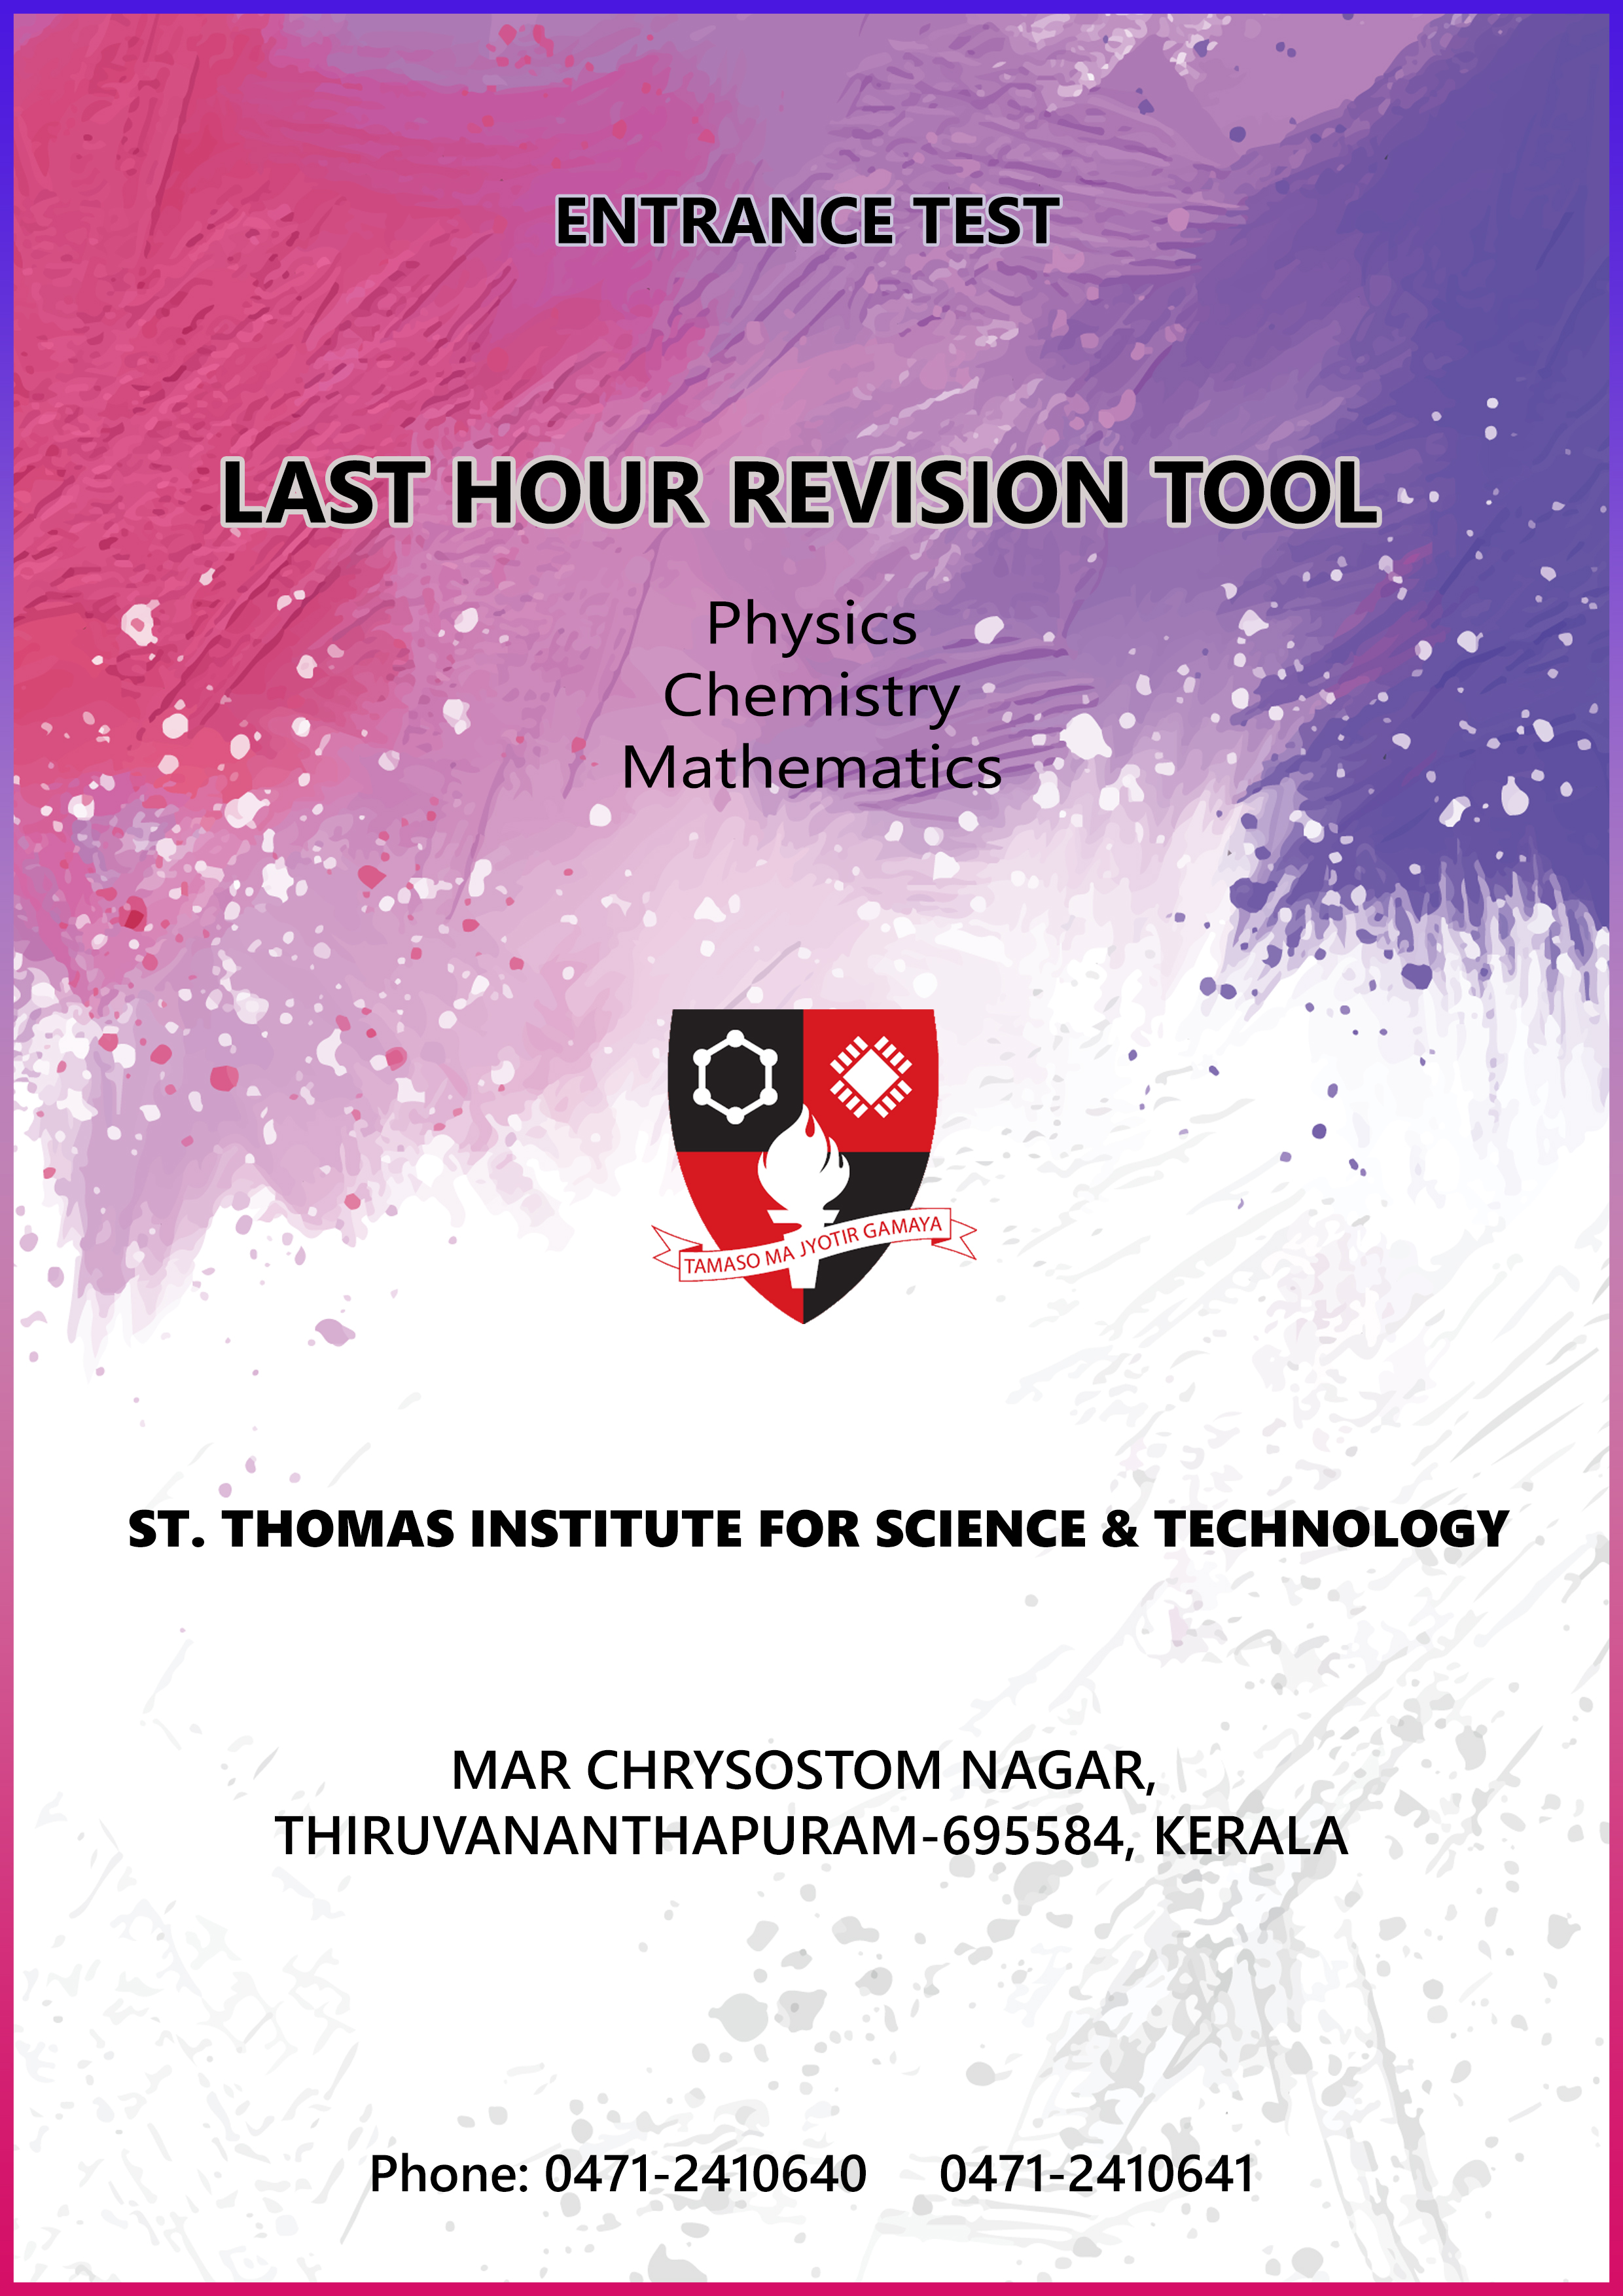 ENTRANCE TEST
LAST HOUR REVISION TOOL
Physics
Chemistry
Mathematics
TAMASO MA JYOTIR GAMAYA
ST. THOMAS INSTITUTE FOR SCIENCE & TECHNOLOGY
MAR CHRYSOSTOM NAGAR,
THIRUVANANTHAPURAM-695584, KERALA
Phone: 0471-2410640 0471-2410641